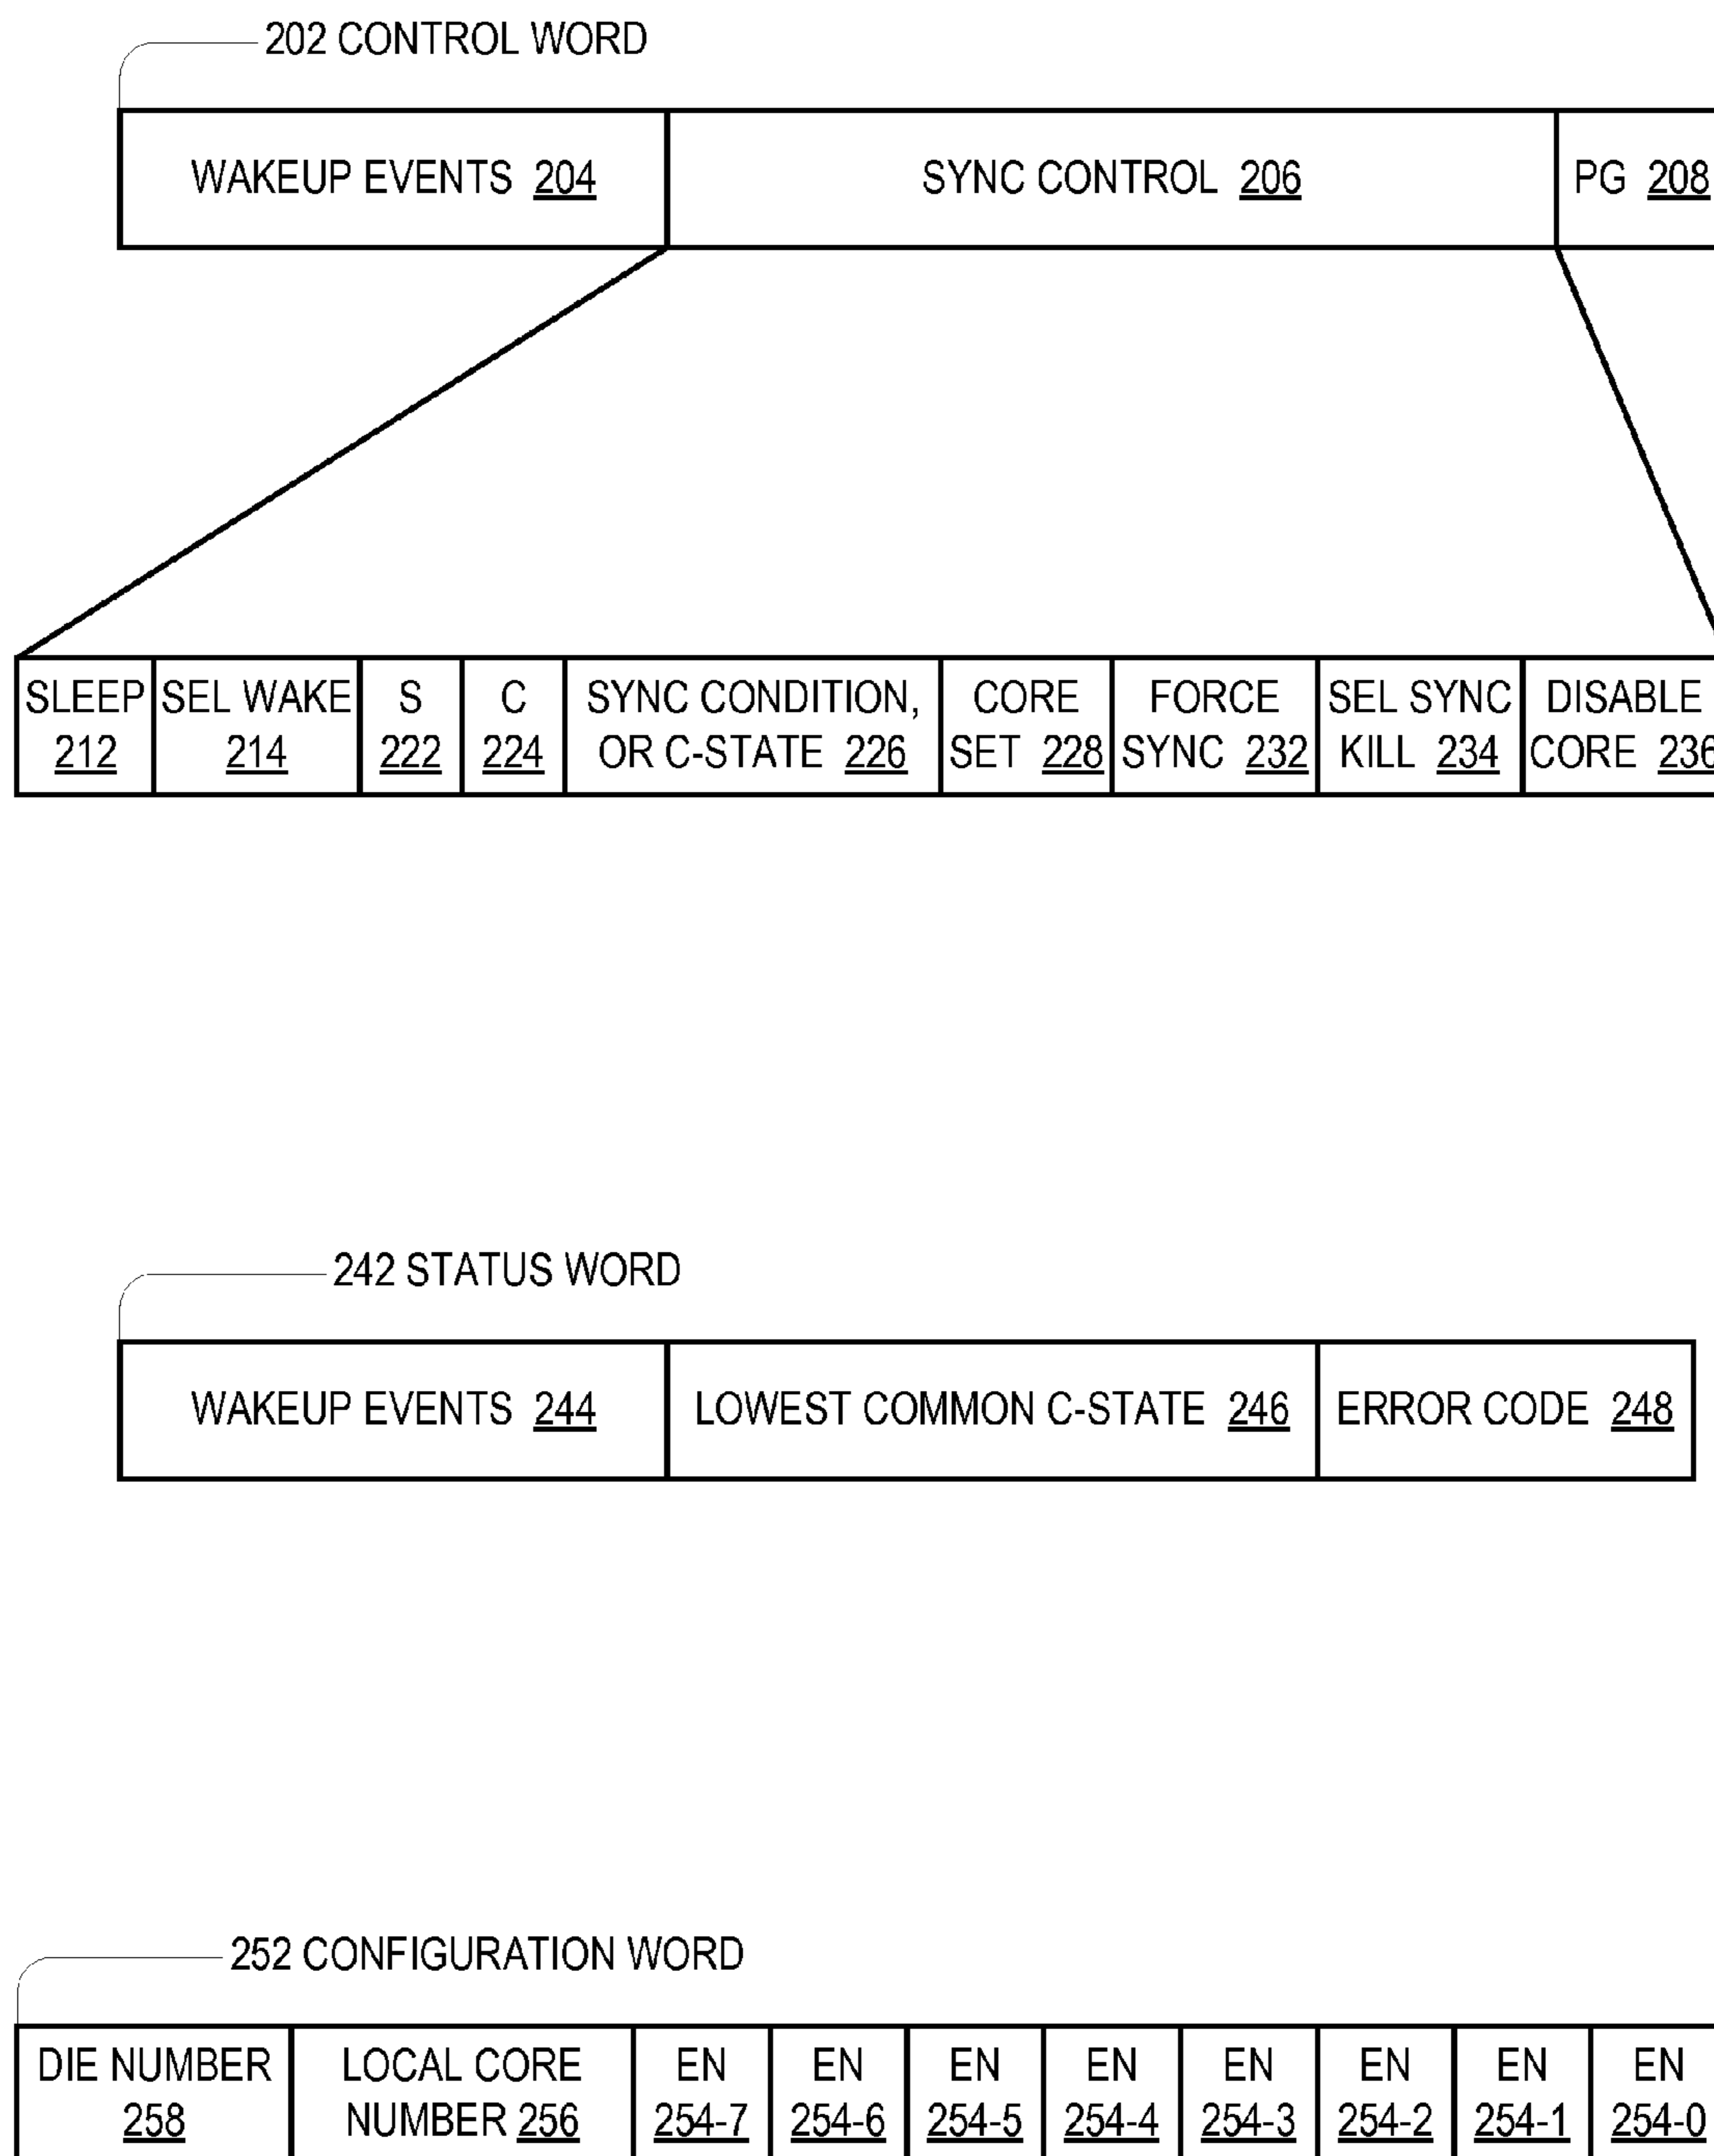 202 CONTROL WORD
WAKEUP EVENTS 204
SYNC CONTROL 206
PG 208
SLEEP
212
SEL WAKE
214
S
222
C
224
SYNC CONDITION,
OR C-STATE 226
CORE
SET 228
FORCE
SYNC 232
SEL SYNC
KILL 234
DISABLE
CORE 236
242 STATUS WORD
WAKEUP EVENTS 244
LOWEST COMMON C-STATE 246
ERROR CODE 248
252 CONFIGURATION WORD
DIE NUMBER
258
LOCAL CORE
NUMBER 256
EN
254-7
EN
254-6
EN
254-5
EN
254-4
EN
254-3
EN
254-2
EN
254-1
EN
254-0